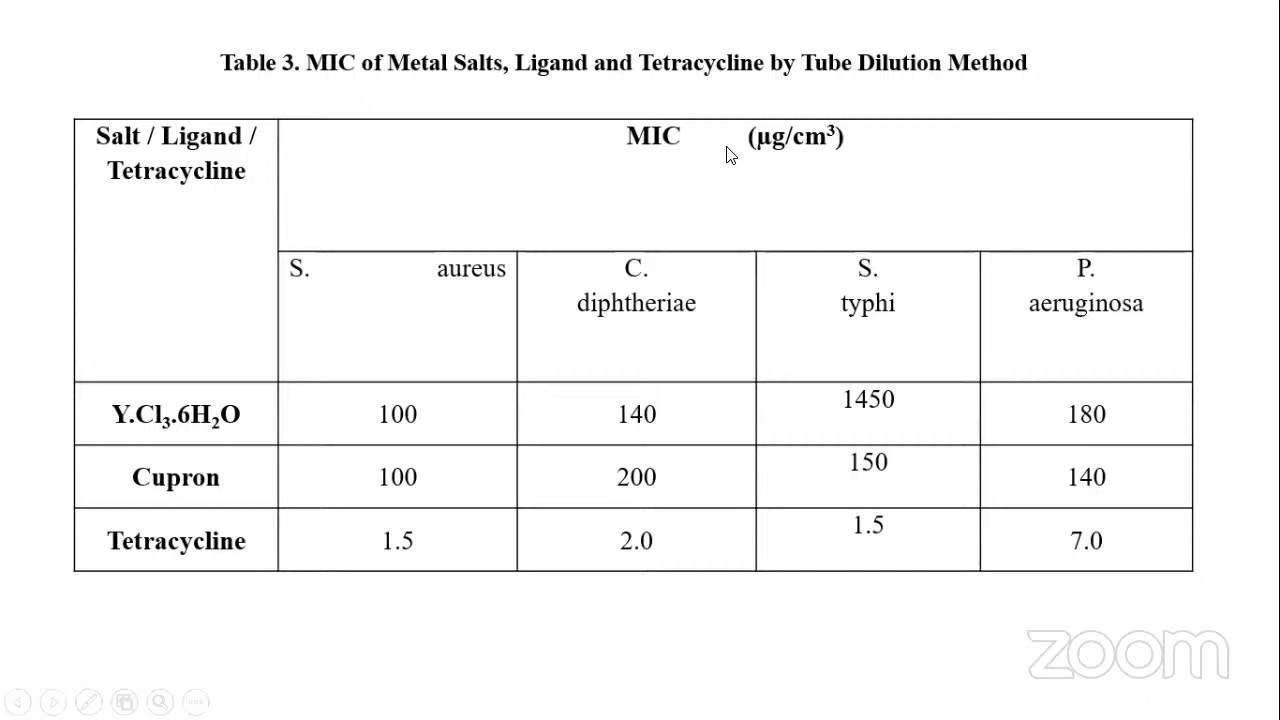 Table 3. MIC of Metal Salts, Ligand and Tetracycline by Tube Dilution Method
Salt / Ligand /
Tetracycline
MIC (µg/cm³)
S. aureus
C.
diphtheriae
S.
typhi
P.
aeruginosa
Y.Cl₃.6H₂O 100 140 1450 180
Cupron 100 200 150 140
Tetracycline 1.5 2.0 1.5 7.0
zoom